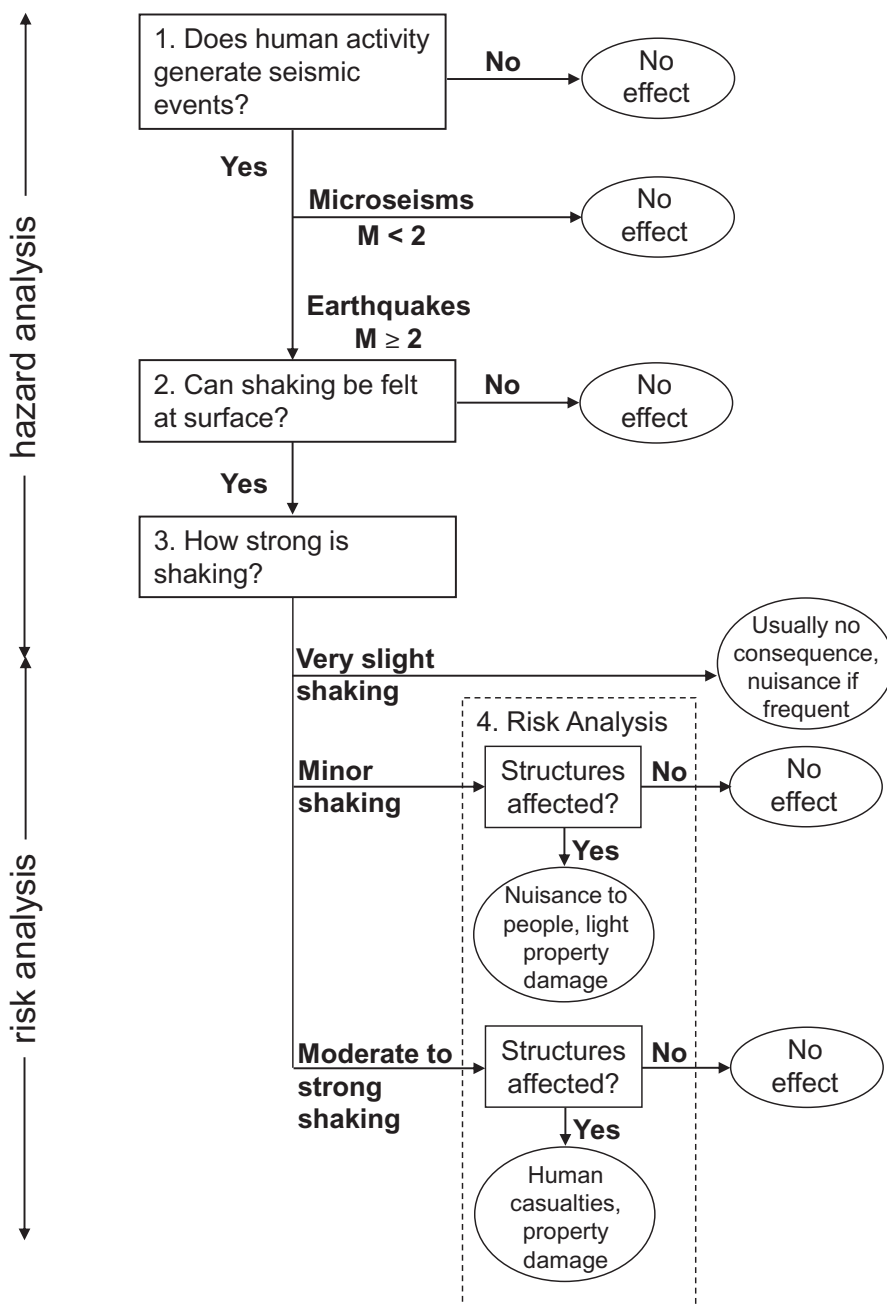 1. Does human activity
generate seismic
events?
No
No
effect
Yes
Microseisms
M < 2
No
effect
Earthquakes
M ≥ 2
2. Can shaking be felt
at surface?
No
No
effect
Yes
3. How strong is
shaking?
hazard analysis
Very slight
shaking
Usually no
consequence,
nuisance if
frequent
4. Risk Analysis
Minor
shaking
Structures
affected?
No
No
effect
Yes
Nuisance to
people, light
property
damage
Moderate to
strong
shaking
Structures
affected?
No
No
effect
Yes
Human
casualties,
property
damage
risk analysis